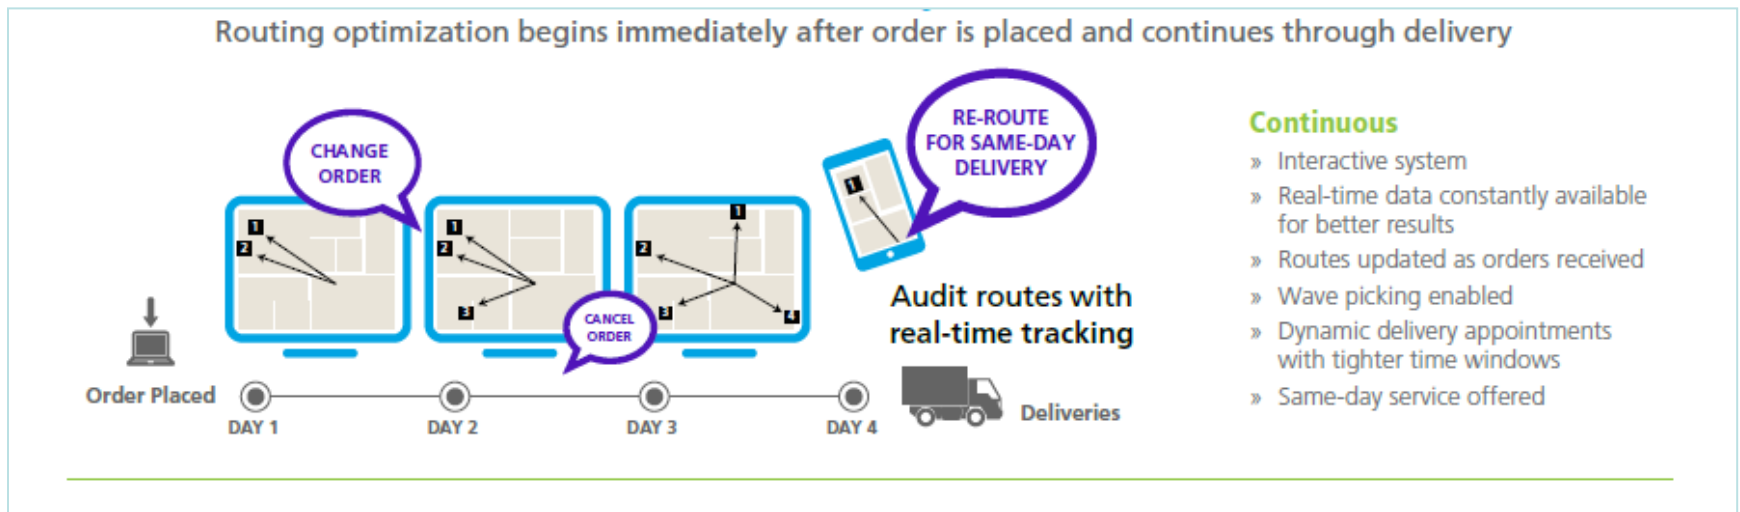 Routing optimization begins immediately after order is placed and continues through delivery
CHANGE
ORDER
RE-ROUTE
FOR SAME-DAY
DELIVERY
1
2
1
2
3
CANCEL
ORDER
1
2
3
4
1
Audit routes with
real-time tracking
Order Placed
DAY 1
DAY 2
DAY 3
DAY 4
Deliveries
Continuous
» Interactive system
» Real-time data constantly available
for better results
» Routes updated as orders received
» Wave picking enabled
» Dynamic delivery appointments
with tighter time windows
» Same-day service offered